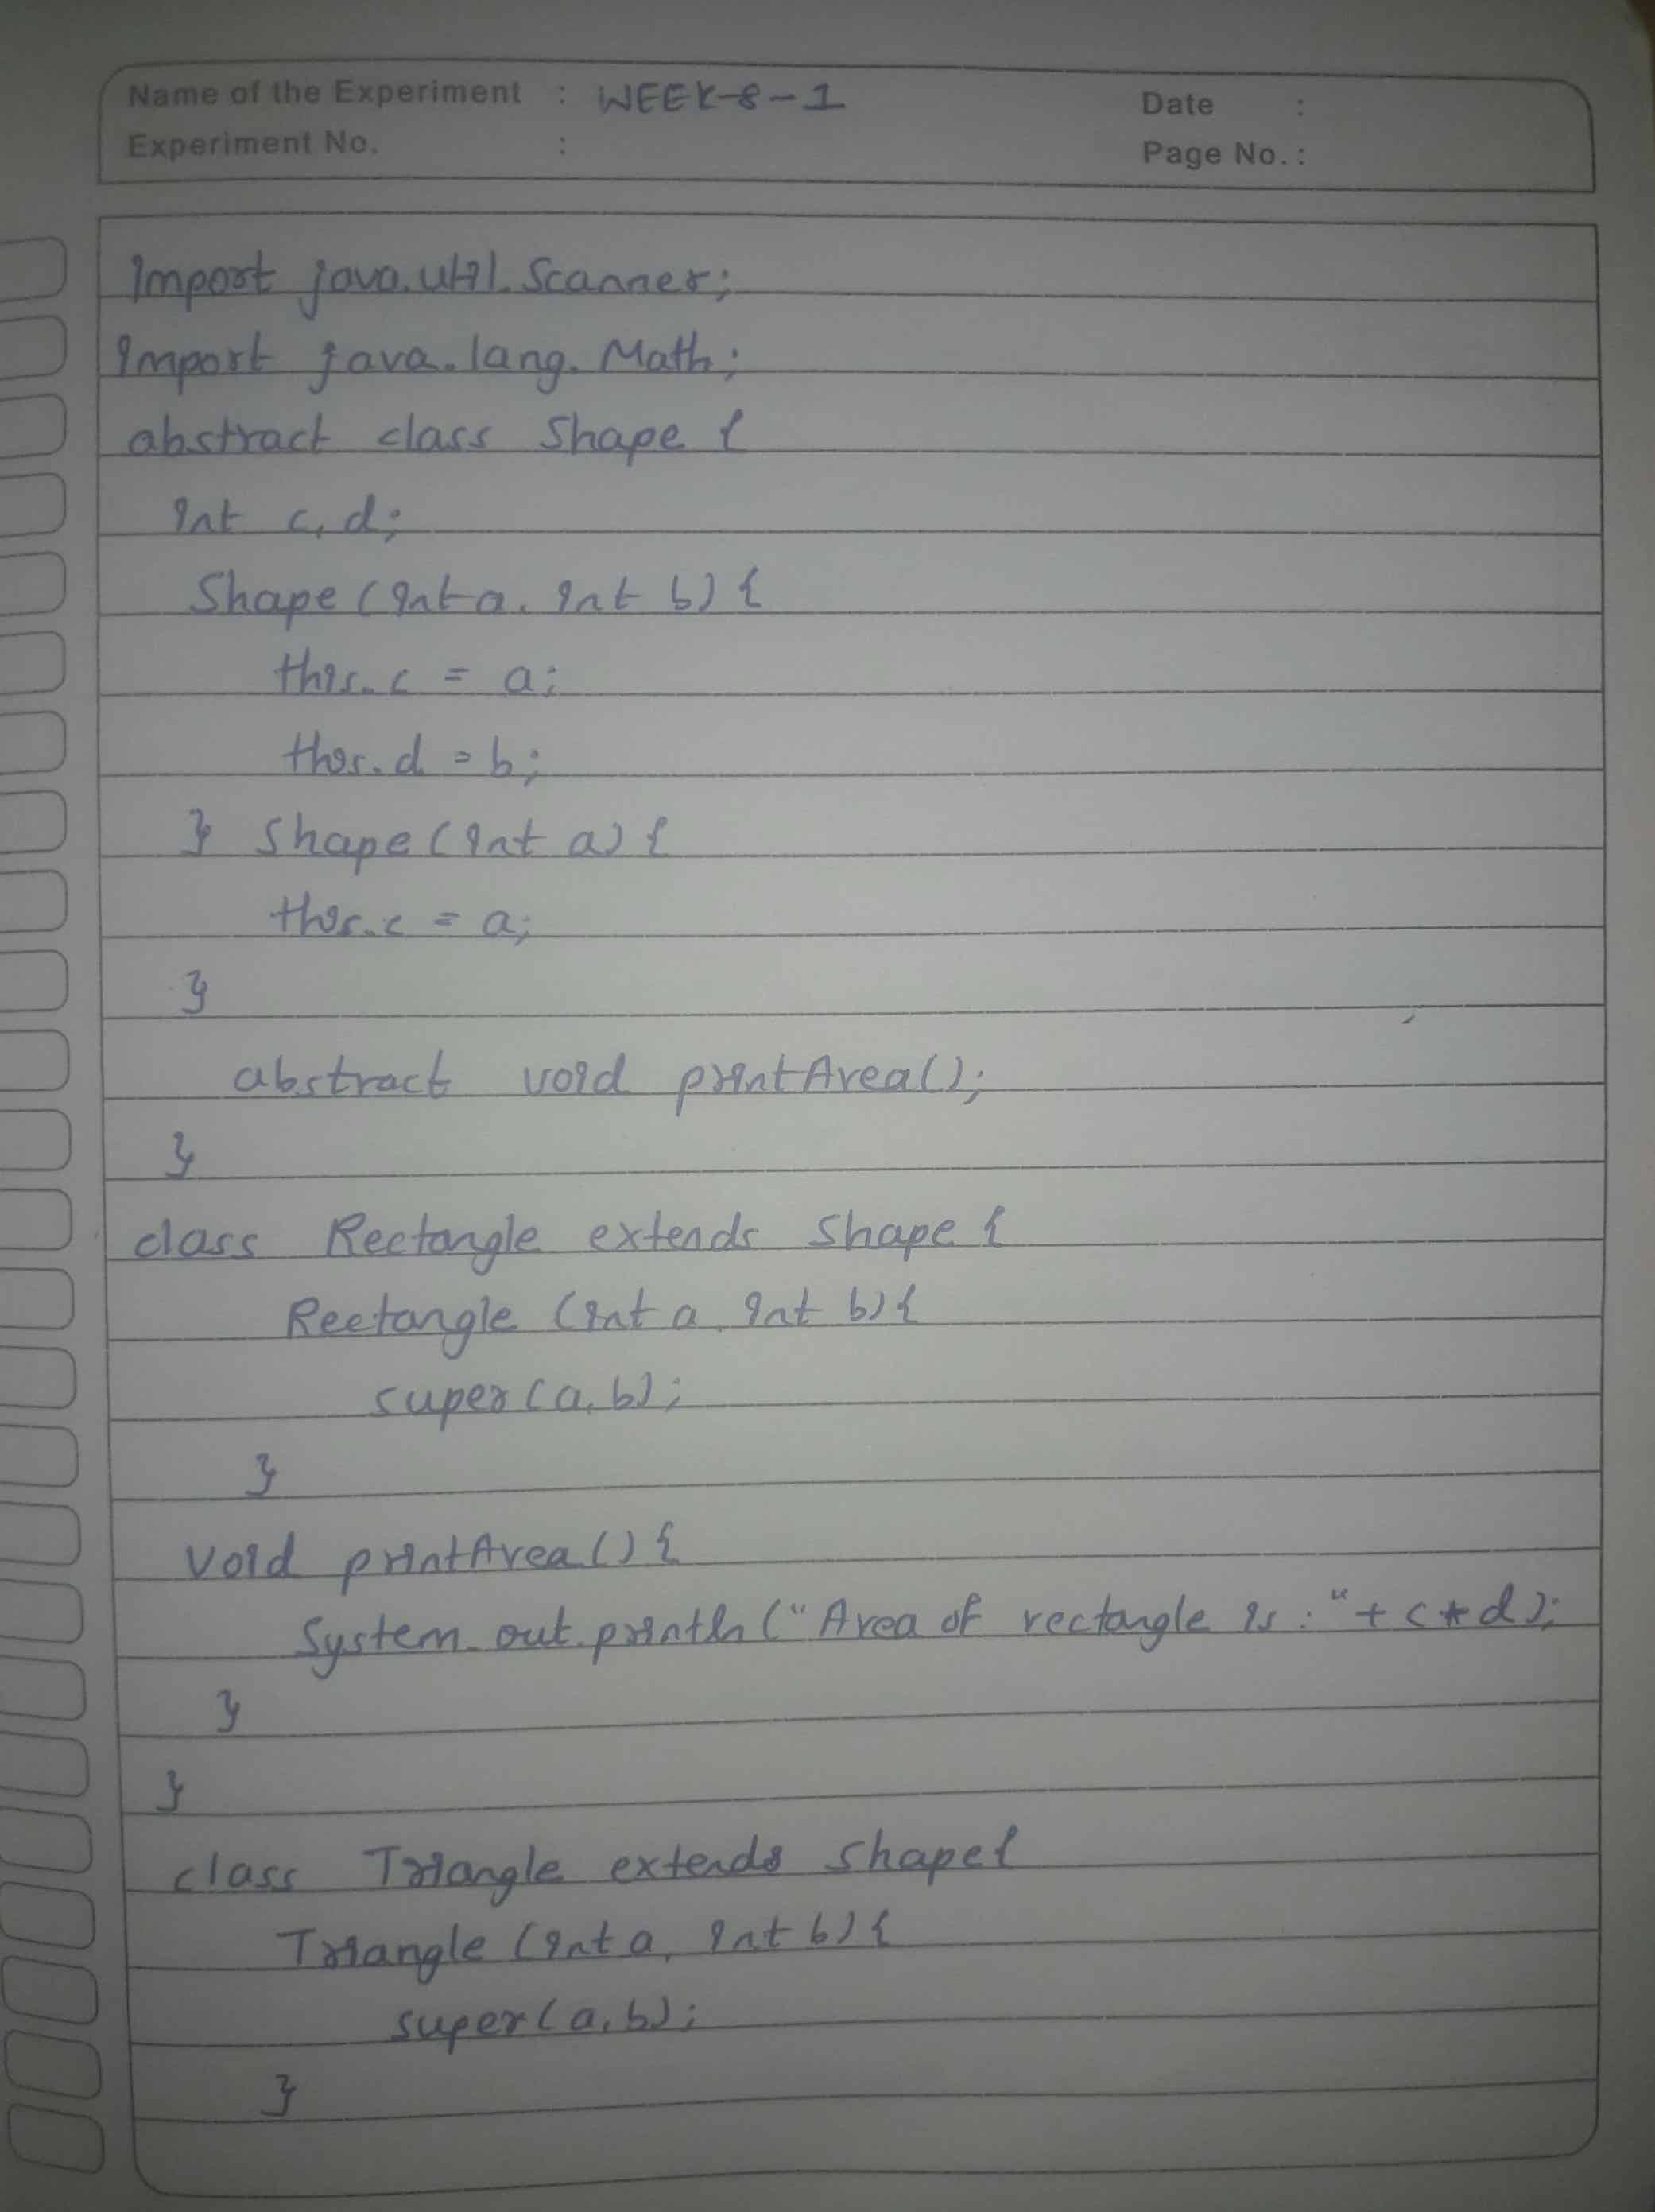 Name of the Experiment : WEEK-8-1
Date :
Experiment No. :
Page No. :
import java.util.Scanner;
import java.lang.Math;
abstract class Shape {
int c, d;
Shape (int a, int b) {
this.c = a;
this.d = b;
} Shape (int a) {
this.c = a;
}
abstract void printArea();
}
class Rectangle extends Shape {
Rectangle (int a, int b) {
super (a, b);
}
void printArea () {
System.out.println ("Area of rectangle is : " + c * d);
}
}
class Triangle extends Shape {
Triangle (int a, int b) {
super (a, b);
}